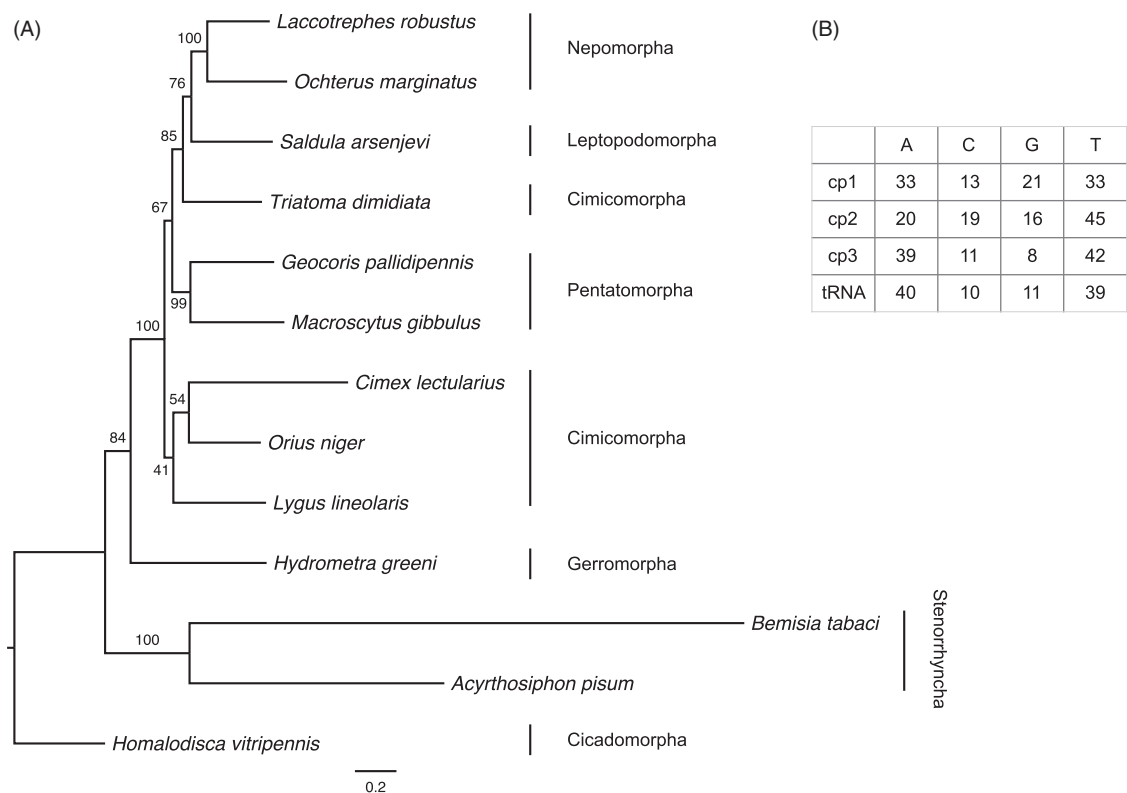 (A)
(B)
Laccotrephes robustus
100
Nepomorpha
Ochterus marginatus
76
Saldula arsenjevi
Leptopodomorpha
85
Triatoma dimidiata
Cimicomorpha
67
Geocoris pallidipennis
Pentatomorpha
99
Macroscytus gibbulus
100
Cimex lectularius
54
Orius niger
Cimicomorpha
41
Lygus lineolaris
84
Hydrometra greeni
Gerromorpha
Bemisia tabaci
100
Acyrthosiphon pisum
Stenorrhyncha
Homalodisca vitripennis
Cicadomorpha
0.2
A C G T
cp1 33 13 21 33
cp2 20 19 16 45
cp3 39 11 8 42
tRNA 40 10 11 39